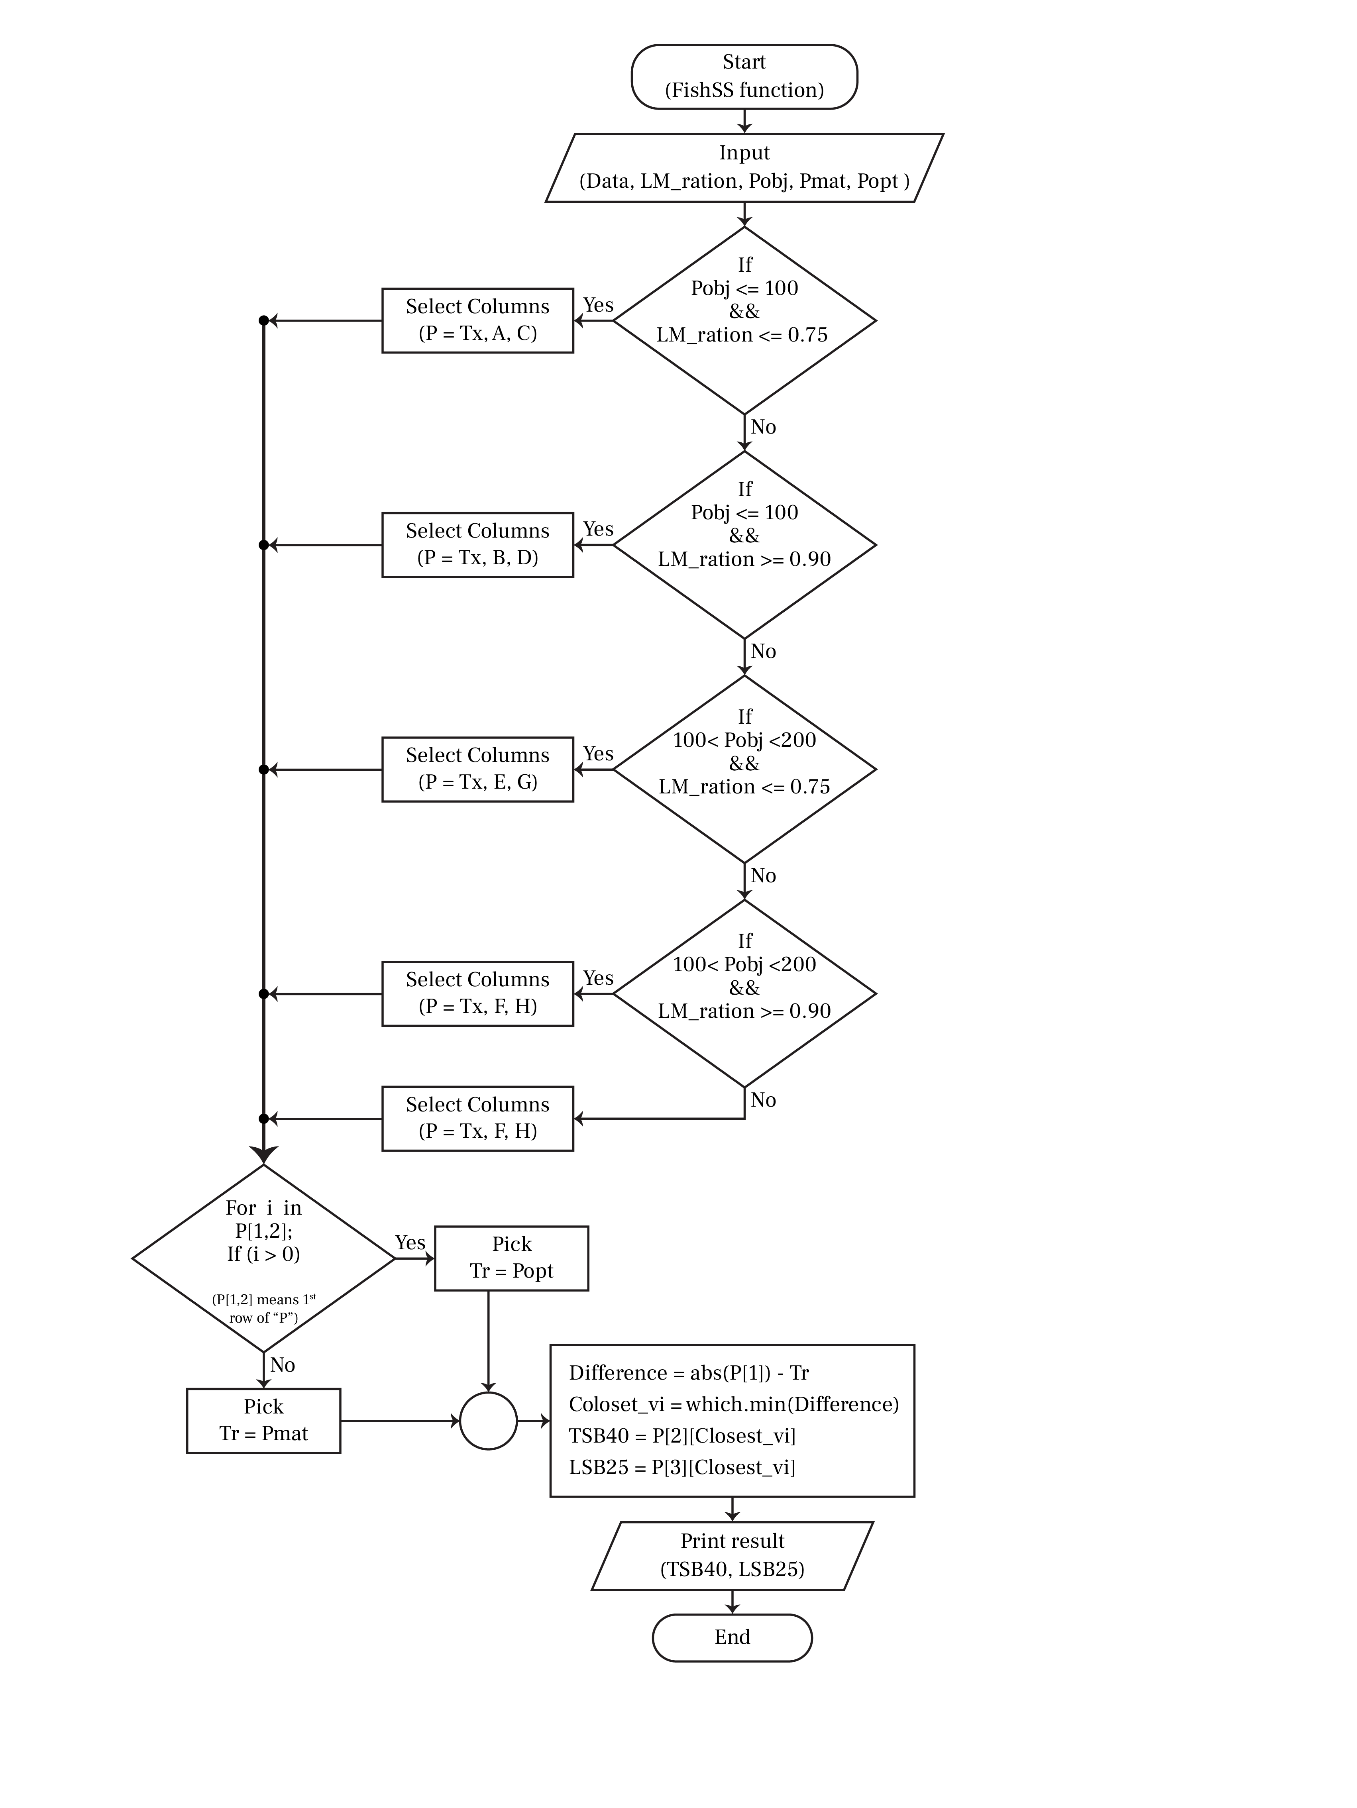 Start
(FishSS function)
Input
(Data, LM_ration, Pobj, Pmat, Popt )
If
Pobj <= 100
&&
LM_ration <= 0.75
Yes
Select Columns
(P = Tx, A, C)
No
If
Pobj <= 100
&&
LM_ration >= 0.90
Yes
Select Columns
(P = Tx, B, D)
No
If
100< Pobj <200
&&
LM_ration <= 0.75
Yes
Select Columns
(P = Tx, E, G)
No
If
100< Pobj <200
&&
LM_ration >= 0.90
Yes
Select Columns
(P = Tx, F, H)
No
Select Columns
(P = Tx, F, H)
For i in
P[1,2];
If (i > 0)
(P[1,2] means 1st
row of “P”)
Yes
Pick
Tr = Popt
No
Pick
Tr = Pmat
Difference = abs(P[1]) - Tr
Coloset_vi = which.min(Difference)
TSB40 = P[2][Closest_vi]
LSB25 = P[3][Closest_vi]
Print result
(TSB40, LSB25)
End